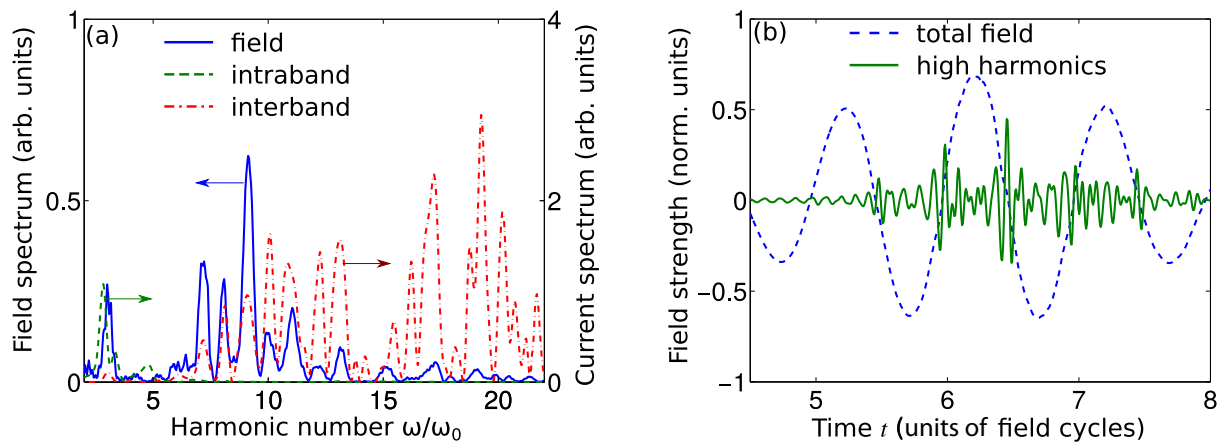 (a)
field
intraband
interband
Field spectrum (arb. units)
Current spectrum (arb. units)
1
0.5
0
4
2
0
5
10
15
20
Harmonic number ω/ω₀
(b)
total field
high harmonics
Field strength (norm. units)
1
0.5
0
−0.5
−1
5
6
7
8
Time t (units of field cycles)